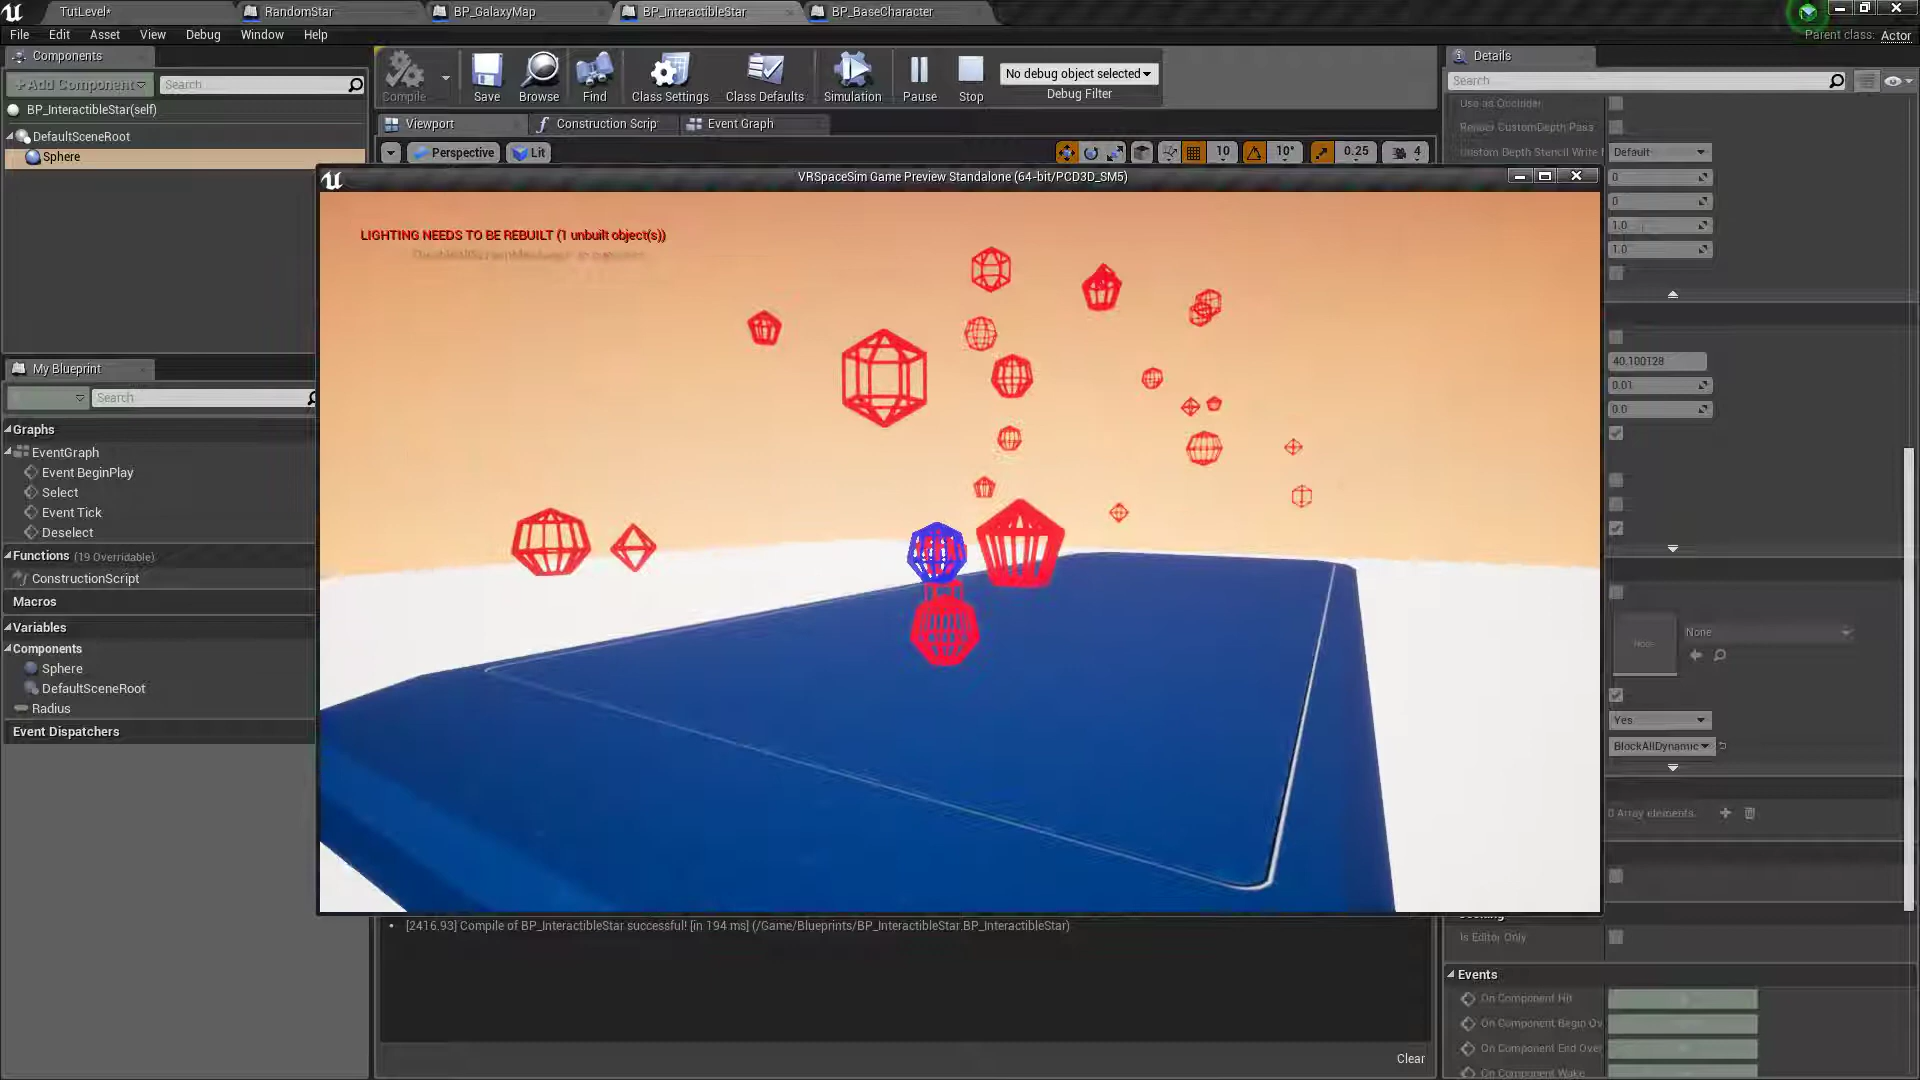 TutLevel*
RandomStar
BP_GalaxyMap
BP_InteractibleStar
BP_BaseCharacter
File Edit Asset View Debug Window Help
Parent class: Actor
Components
+Add Component
Search
BP_InteractibleStar(self)
DefaultSceneRoot
Sphere
Compile
Save
Browse
Find
Class Settings
Class Defaults
Simulation
Pause
Stop
No debug object selected
Debug Filter
Viewport
Construction Scrip
Event Graph
Perspective
Lit
10
10°
0.25
4
Details
Search
Use as Occluder
Render CustomDepth Pass
Custom Depth Stencil Write
Default
0
0
1.0
1.0
VRSpaceSim Game Preview Standalone (64-bit/PCD3D_SM5)
LIGHTING NEEDS TO BE REBUILT (1 unbuilt object(s))
40.100128
0.01
0.0
None
None
Yes
BlockAllDynamic
0 Array elements
My Blueprint
Search
Graphs
EventGraph
Event BeginPlay
Select
Event Tick
Deselect
Functions (19 Overridable)
ConstructionScript
Macros
Variables
Components
Sphere
DefaultSceneRoot
Radius
Event Dispatchers
[2416.93] Compile of BP_InteractibleStar successful! [in 194 ms] (/Game/Blueprints/BP_InteractibleStar.BP_InteractibleStar)
Clear
Is Editor Only
Events
On Component Hit
On Component Begin Ov
On Component End Over
On Component Wake